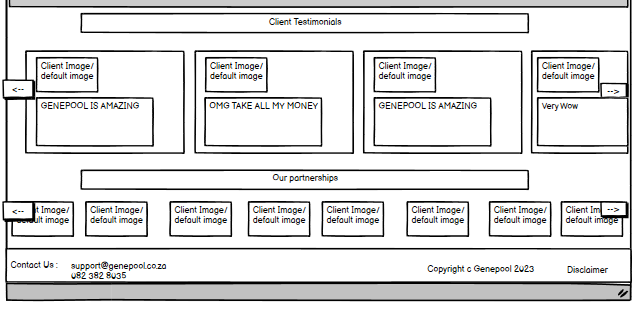 Client Testimonials
Client Image/
default image
Client Image/
default image
Client Image/
default image
Client Image/
default image
<--
-->
GENEPOOL IS AMAZING
OMG TAKE ALL MY MONEY
GENEPOOL IS AMAZING
Very Wow
Our partnerships
<--
t Image/
ult image
Client Image/
default image
Client Image/
default image
Client Image/
default image
Client Image/
default image
Client Image/
default image
Client Image/
default image
Client Im
default image
-->
Contact Us :
support@genepool.co.za
082 382 8035
Copyright c Genepool 2023
Disclaimer